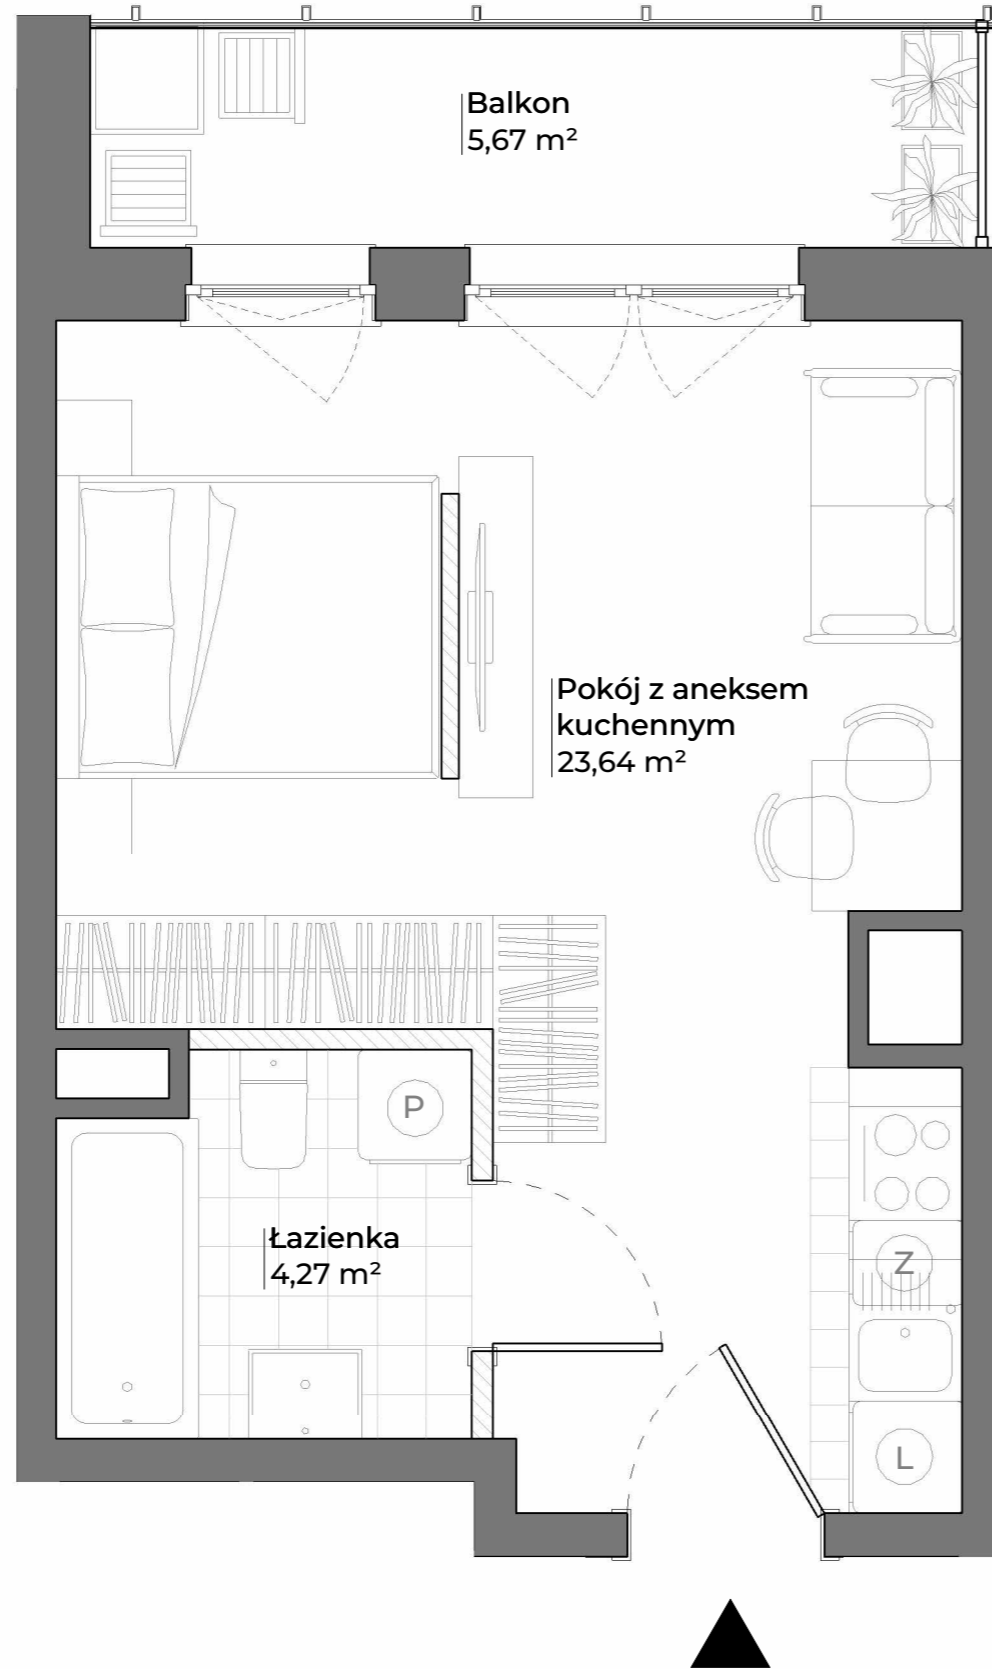 Balkon
5,67 m²
Pokój z aneksem
kuchennym
23,64 m²
P
Łazienka
4,27 m²
Z
L